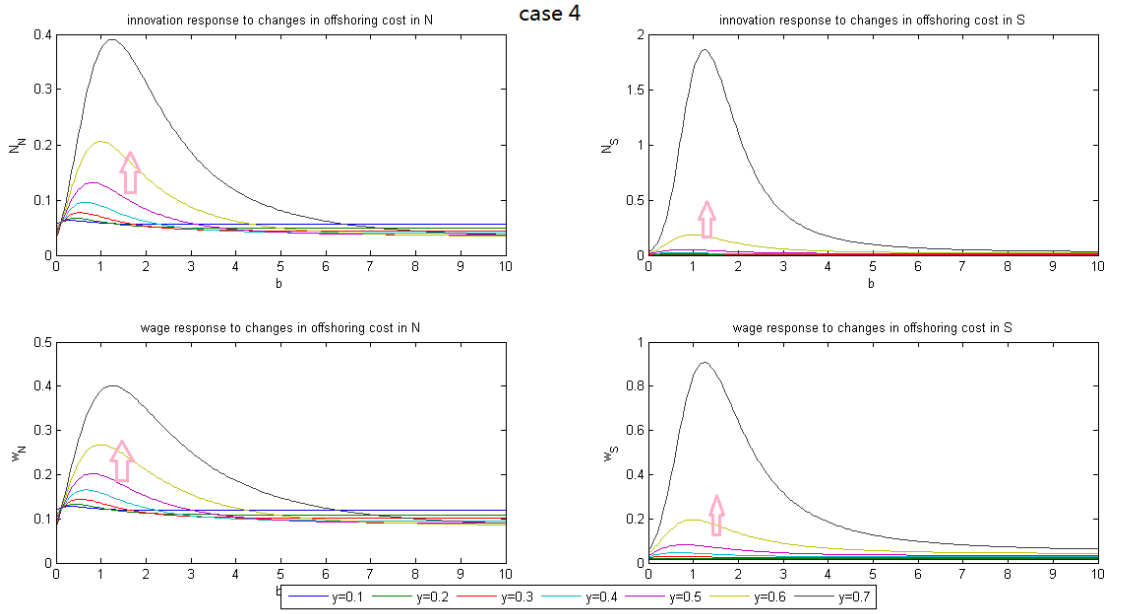 case 4
innovation response to changes in offshoring cost in N
0.4
0.3
0.2
0.1
0
N_N
0 1 2 3 4 5 6 7 8 9 10
b
innovation response to changes in offshoring cost in S
2
1.5
1
0.5
0
N_S
0 1 2 3 4 5 6 7 8 9 10
b
wage response to changes in offshoring cost in N
0.5
0.4
0.3
0.2
0.1
0
w_N
0 1 2 3 4 5 6 7 8 9 10
b
wage response to changes in offshoring cost in S
1
0.8
0.6
0.4
0.2
0
w_S
0 1 2 3 4 5 6 7 8 9 10
y=0.1 y=0.2 y=0.3 y=0.4 y=0.5 y=0.6 y=0.7